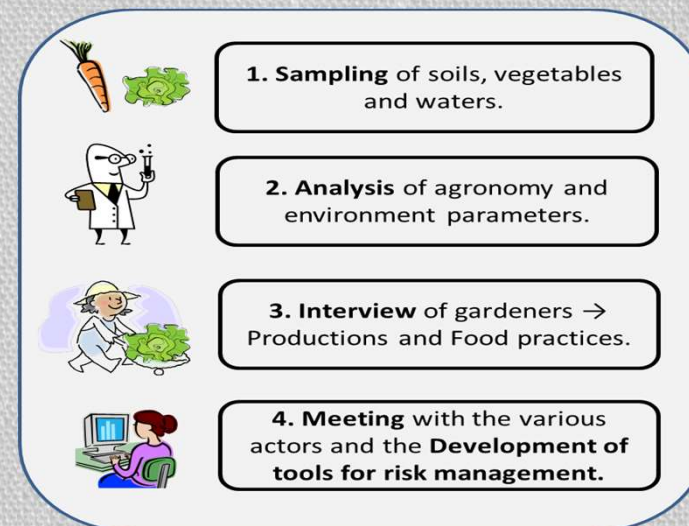 1. Sampling of soils, vegetables
and waters.
2. Analysis of agronomy and
environment parameters.
3. Interview of gardeners →
Productions and Food practices.
4. Meeting with the various
actors and the Development of
tools for risk management.